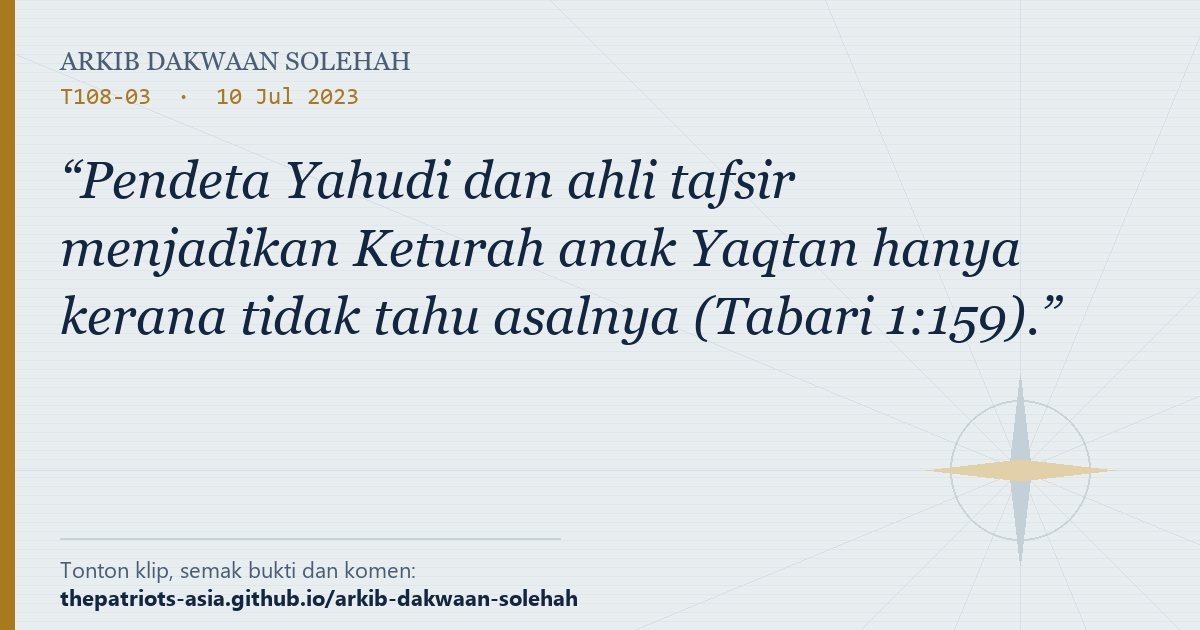 ARKIB DAKWAAN SOLEHAH
T108-03 · 10 Jul 2023
“Pendeta Yahudi dan ahli tafsir
menjadikan Keturah anak Yaqtan hanya
kerana tidak tahu asalnya (Tabari 1:159).”
Tonton klip, semak bukti dan komen:
thepatriots-asia.github.io/arkib-dakwaan-solehah